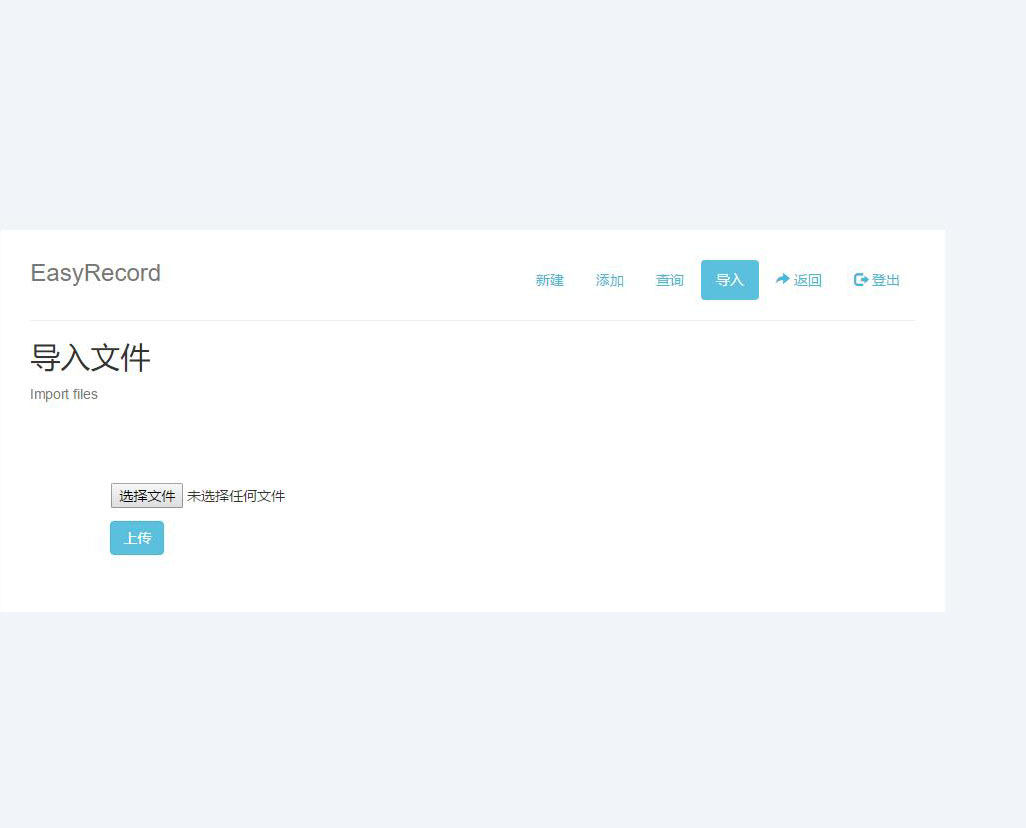 EasyRecord
新建 添加 查询 导入 返回 登出
导入文件
Import files
选择文件 未选择任何文件
上传